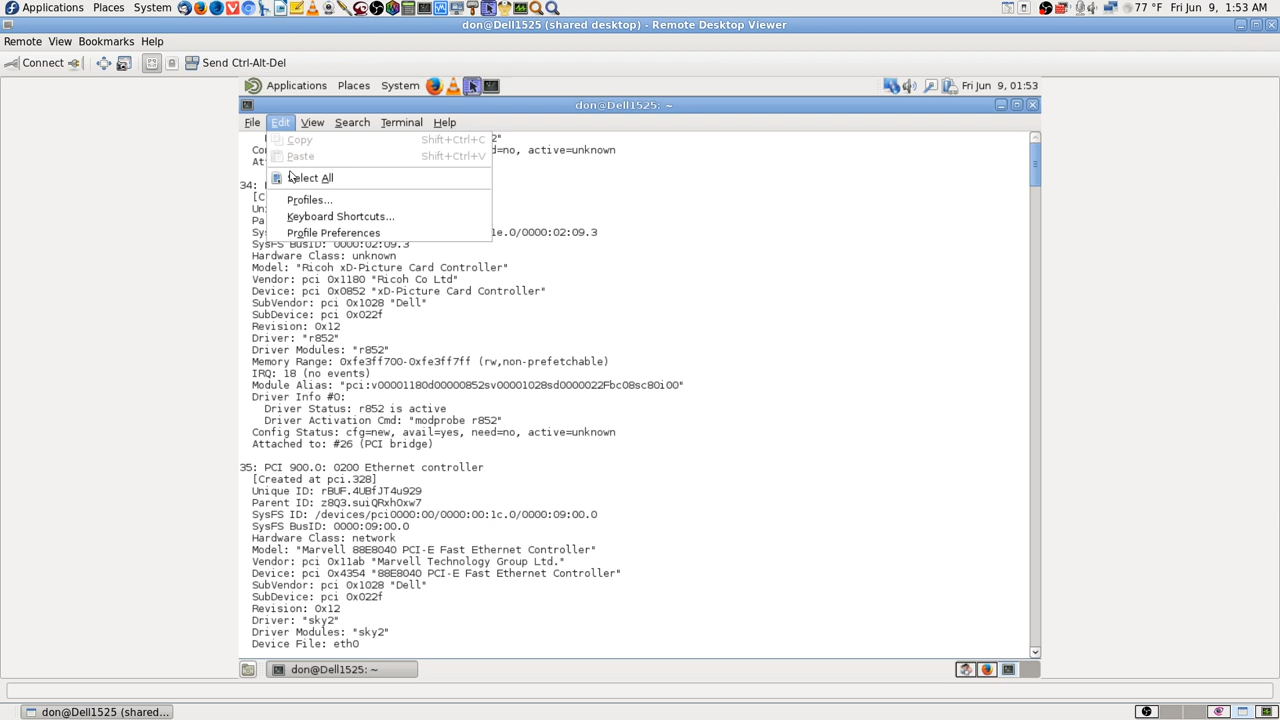 Applications Places System 77 °F Fri Jun 9, 1:53 AM
don@Dell1525 (shared desktop) - Remote Desktop Viewer
Remote View Bookmarks Help
Connect Send Ctrl-Alt-Del
Applications Places System Fri Jun 9, 01:53
don@Dell1525: ~
File Edit View Search Terminal Help
Copy Shift+Ctrl+C
Paste Shift+Ctrl+V
Select All
Profiles...
Keyboard Shortcuts...
Profile Preferences
2"
d=no, active=unknown
34:
1e.0/0000:02:09.3
SysFS BusID: 0000:02:09.3
Hardware Class: unknown
Model: "Ricoh xD-Picture Card Controller"
Vendor: pci 0x1180 "Ricoh Co Ltd"
Device: pci 0x0852 "xD-Picture Card Controller"
SubVendor: pci 0x1028 "Dell"
SubDevice: pci 0x022f
Revision: 0x12
Driver: "r852"
Driver Modules: "r852"
Memory Range: 0xfe3ff700-0xfe3ff7ff (rw,non-prefetchable)
IRQ: 18 (no events)
Module Alias: "pci:v00001180d00000852sv00001028sd0000022Fbc08sc80i00"
Driver Info #0:
Driver Status: r852 is active
Driver Activation Cmd: "modprobe r852"
Config Status: cfg=new, avail=yes, need=no, active=unknown
Attached to: #26 (PCI bridge)
35: PCI 900.0: 0200 Ethernet controller
[Created at pci.328]
Unique ID: rBUF.4UBfJT4u929
Parent ID: z8Q3.suiQRxhOxw7
SysFS ID: /devices/pci0000:00/0000:00:1c.0/0000:09:00.0
SysFS BusID: 0000:09:00.0
Hardware Class: network
Model: "Marvell 88E8040 PCI-E Fast Ethernet Controller"
Vendor: pci 0x11ab "Marvell Technology Group Ltd."
Device: pci 0x4354 "88E8040 PCI-E Fast Ethernet Controller"
SubVendor: pci 0x1028 "Dell"
SubDevice: pci 0x022f
Revision: 0x12
Driver: "sky2"
Driver Modules: "sky2"
Device File: eth0
don@Dell1525: ~
don@Dell1525 (shared...